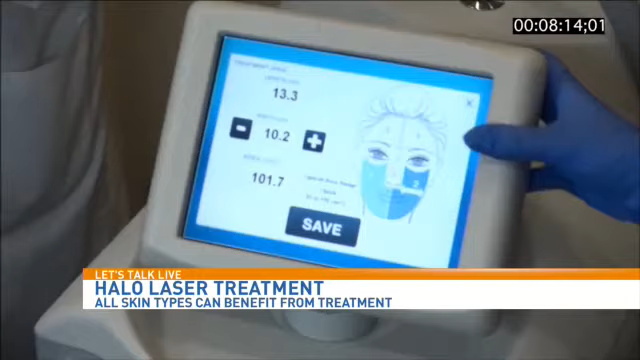 00:08:14;01
13.3
- 10.2 +
101.7
SAVE
LET'S TALK LIVE
HALO LASER TREATMENT
ALL SKIN TYPES CAN BENEFIT FROM TREATMENT